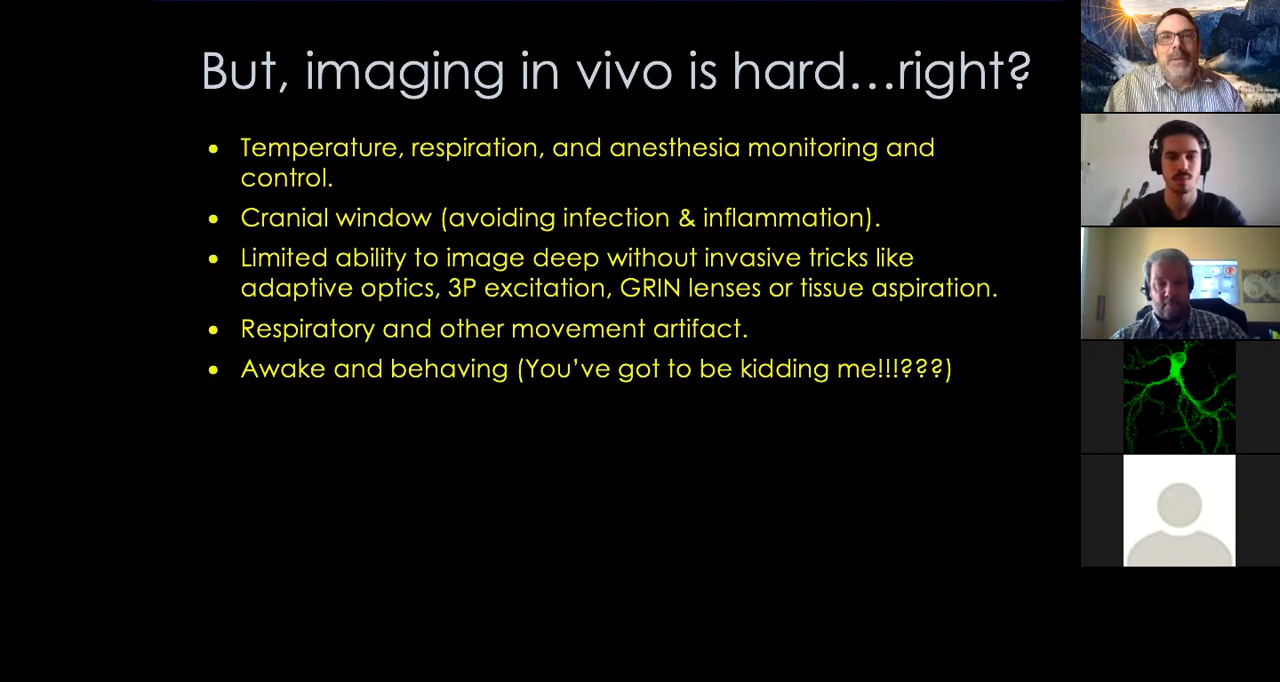 But, imaging in vivo is hard…right?
• Temperature, respiration, and anesthesia monitoring and
control.
• Cranial window (avoiding infection & inflammation).
• Limited ability to image deep without invasive tricks like
adaptive optics, 3P excitation, GRIN lenses or tissue aspiration.
• Respiratory and other movement artifact.
• Awake and behaving (You’ve got to be kidding me!!!???)